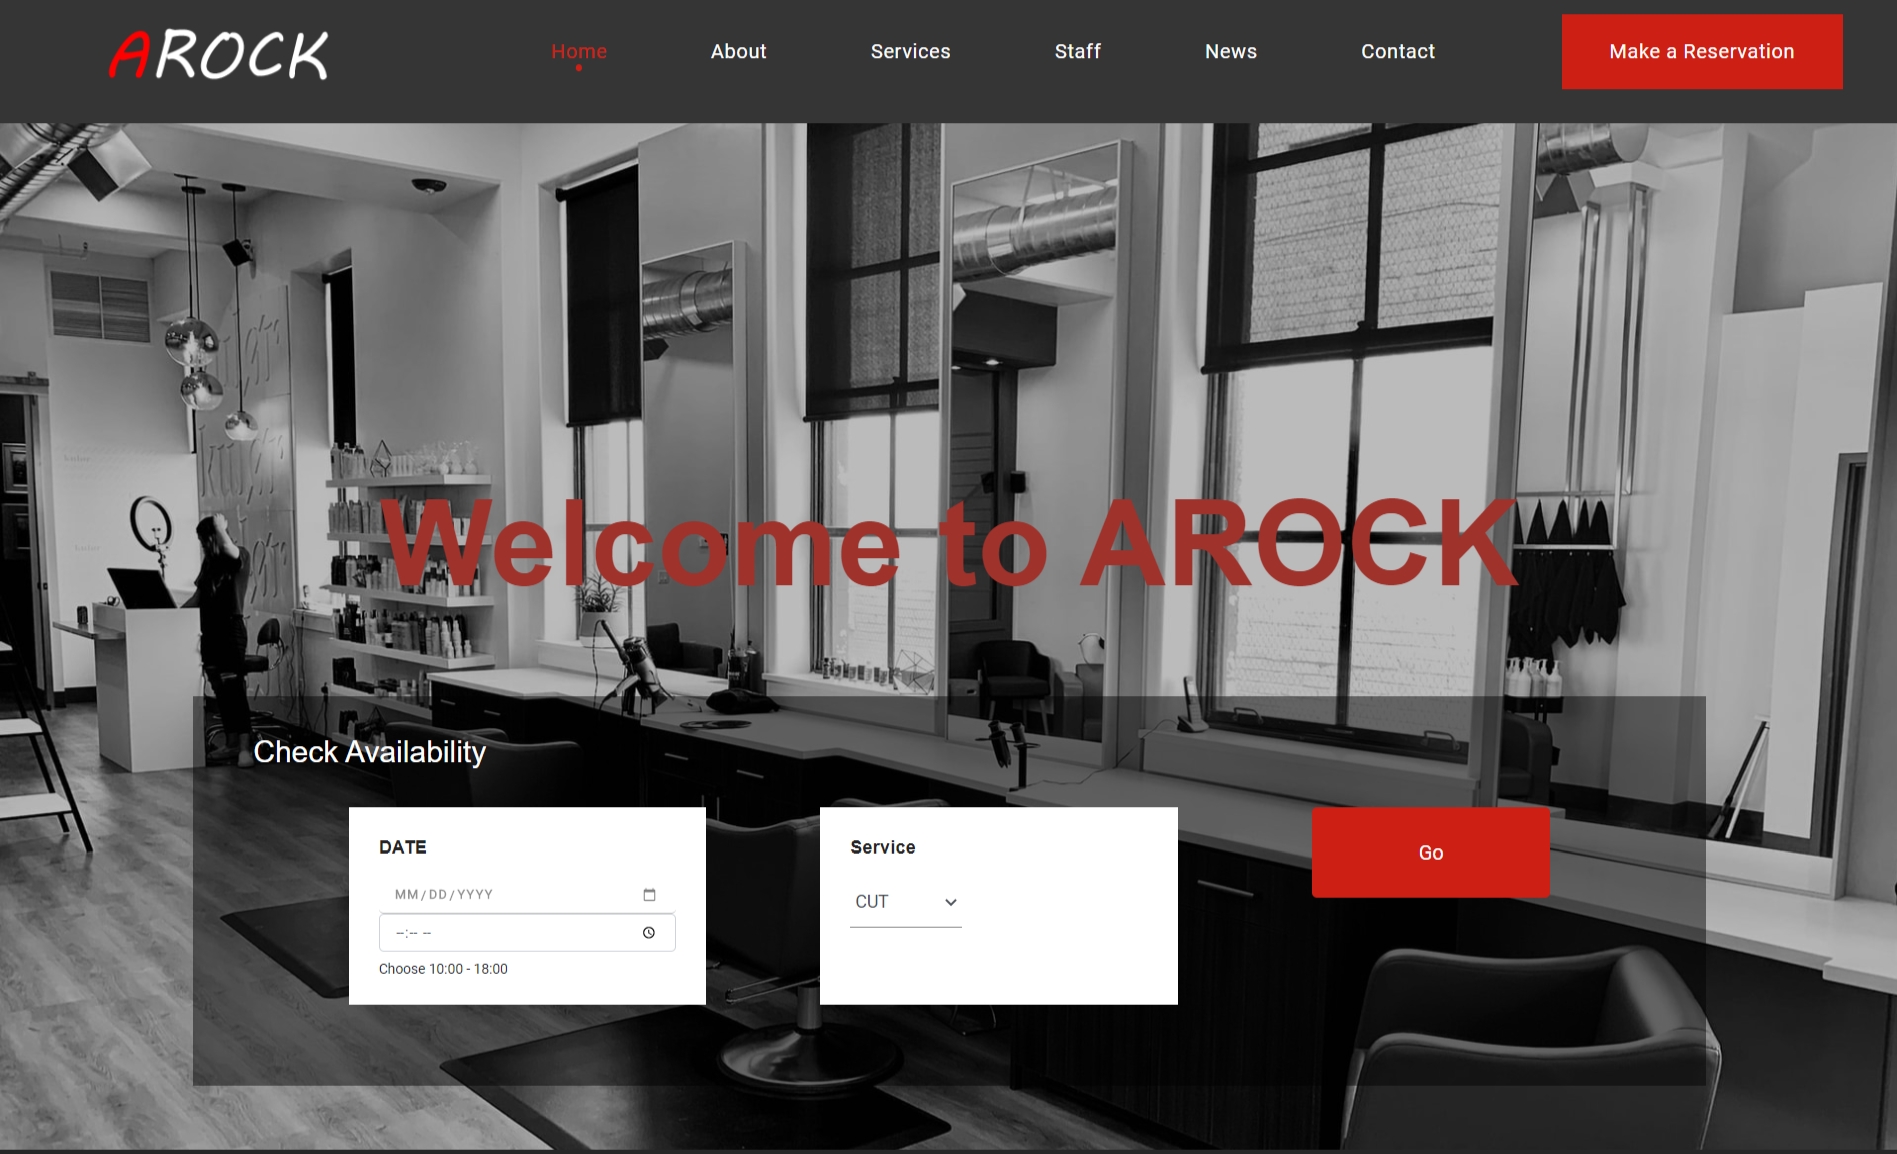 AROCK
Home
About
Services
Staff
News
Contact
Make a Reservation
Welcome to AROCK
Check Availability
DATE
MM/DD/YYYY
--:-- --
Choose 10:00 - 18:00
Service
CUT
Go